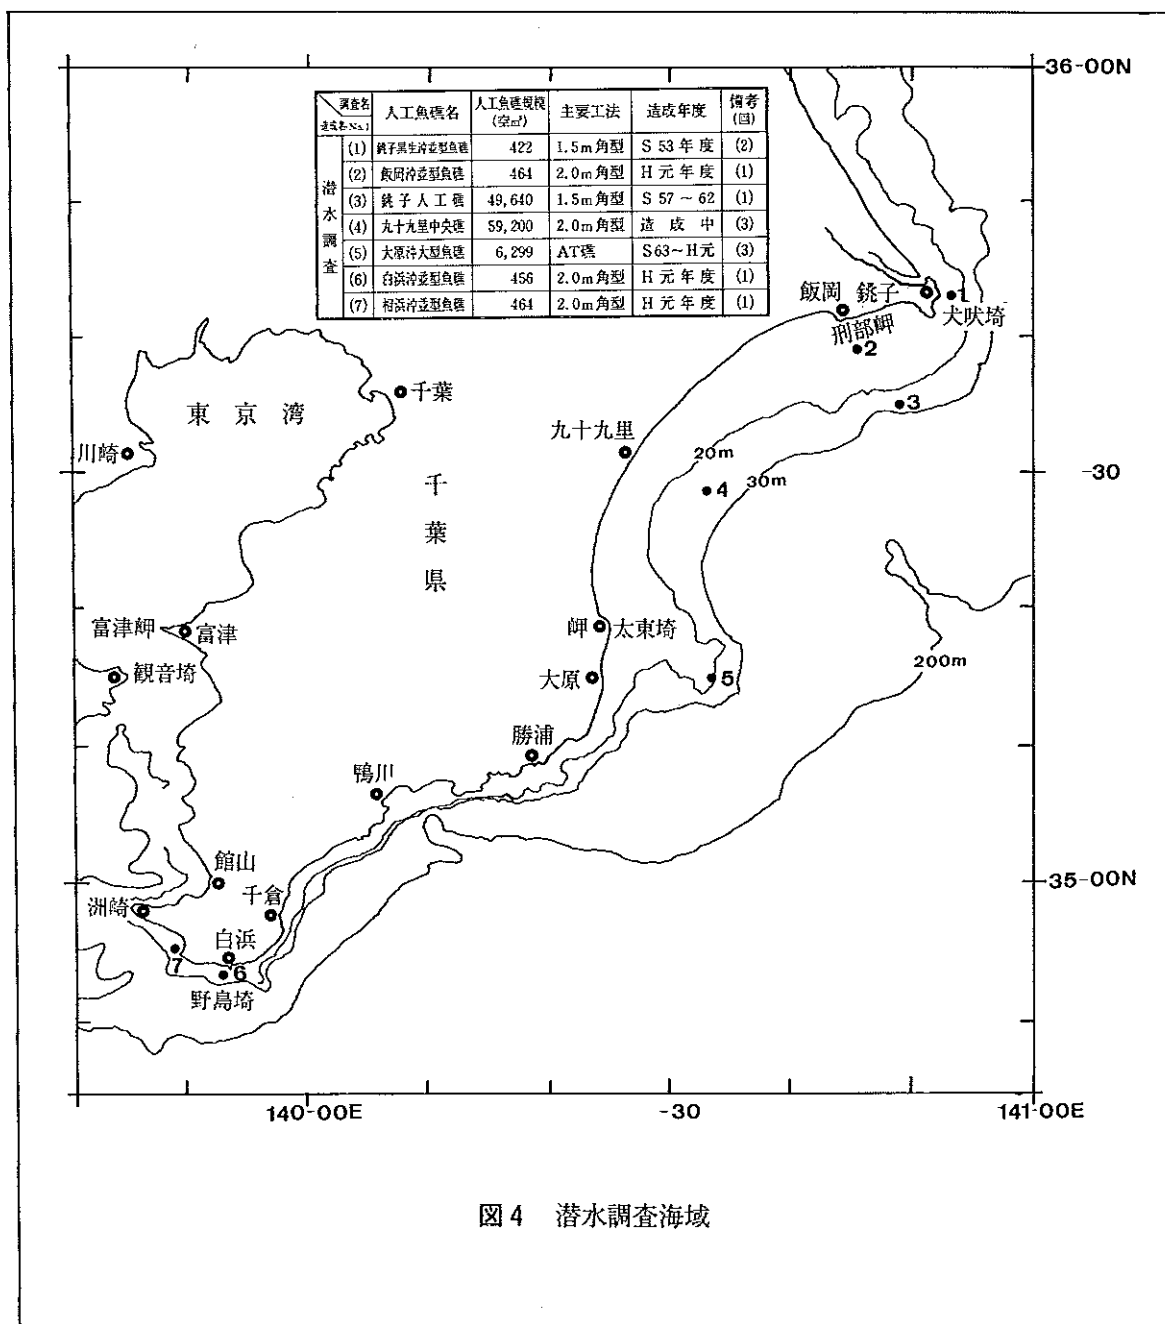 36-00N
調査名 人工魚礁名 人工魚礁規模 (空㎥) 主要工法 造成年度 備考 (回)
潜水調査
(1) 銚子黒生沖並型魚礁 422 1.5m角型 S 53年度 (2)
(2) 飯岡沖並型魚礁 464 2.0m角型 H元年度 (1)
(3) 銚子人工礁 49,640 1.5m角型 S 57～62 (1)
(4) 九十九里中央礁 59,200 2.0m角型 造成中 (3)
(5) 大原沖大型魚礁 6,299 AT礁 S63～H元 (3)
(6) 白浜沖並型魚礁 456 2.0m角型 H元年度 (1)
(7) 相浜沖並型魚礁 464 2.0m角型 H元年度 (1)
飯岡 銚子 1
犬吠埼
刑部岬
2
千葉
3
東京湾
九十九里
川崎
20m
-30
30m
4
千葉県
富津岬 富津
岬 太東埼
200m
観音埼
大原 5
勝浦
鴨川
館山
35-00N
千倉
洲崎
白浜
7 6
野島埼
140-00E -30 141-00E
図4 潜水調査海域